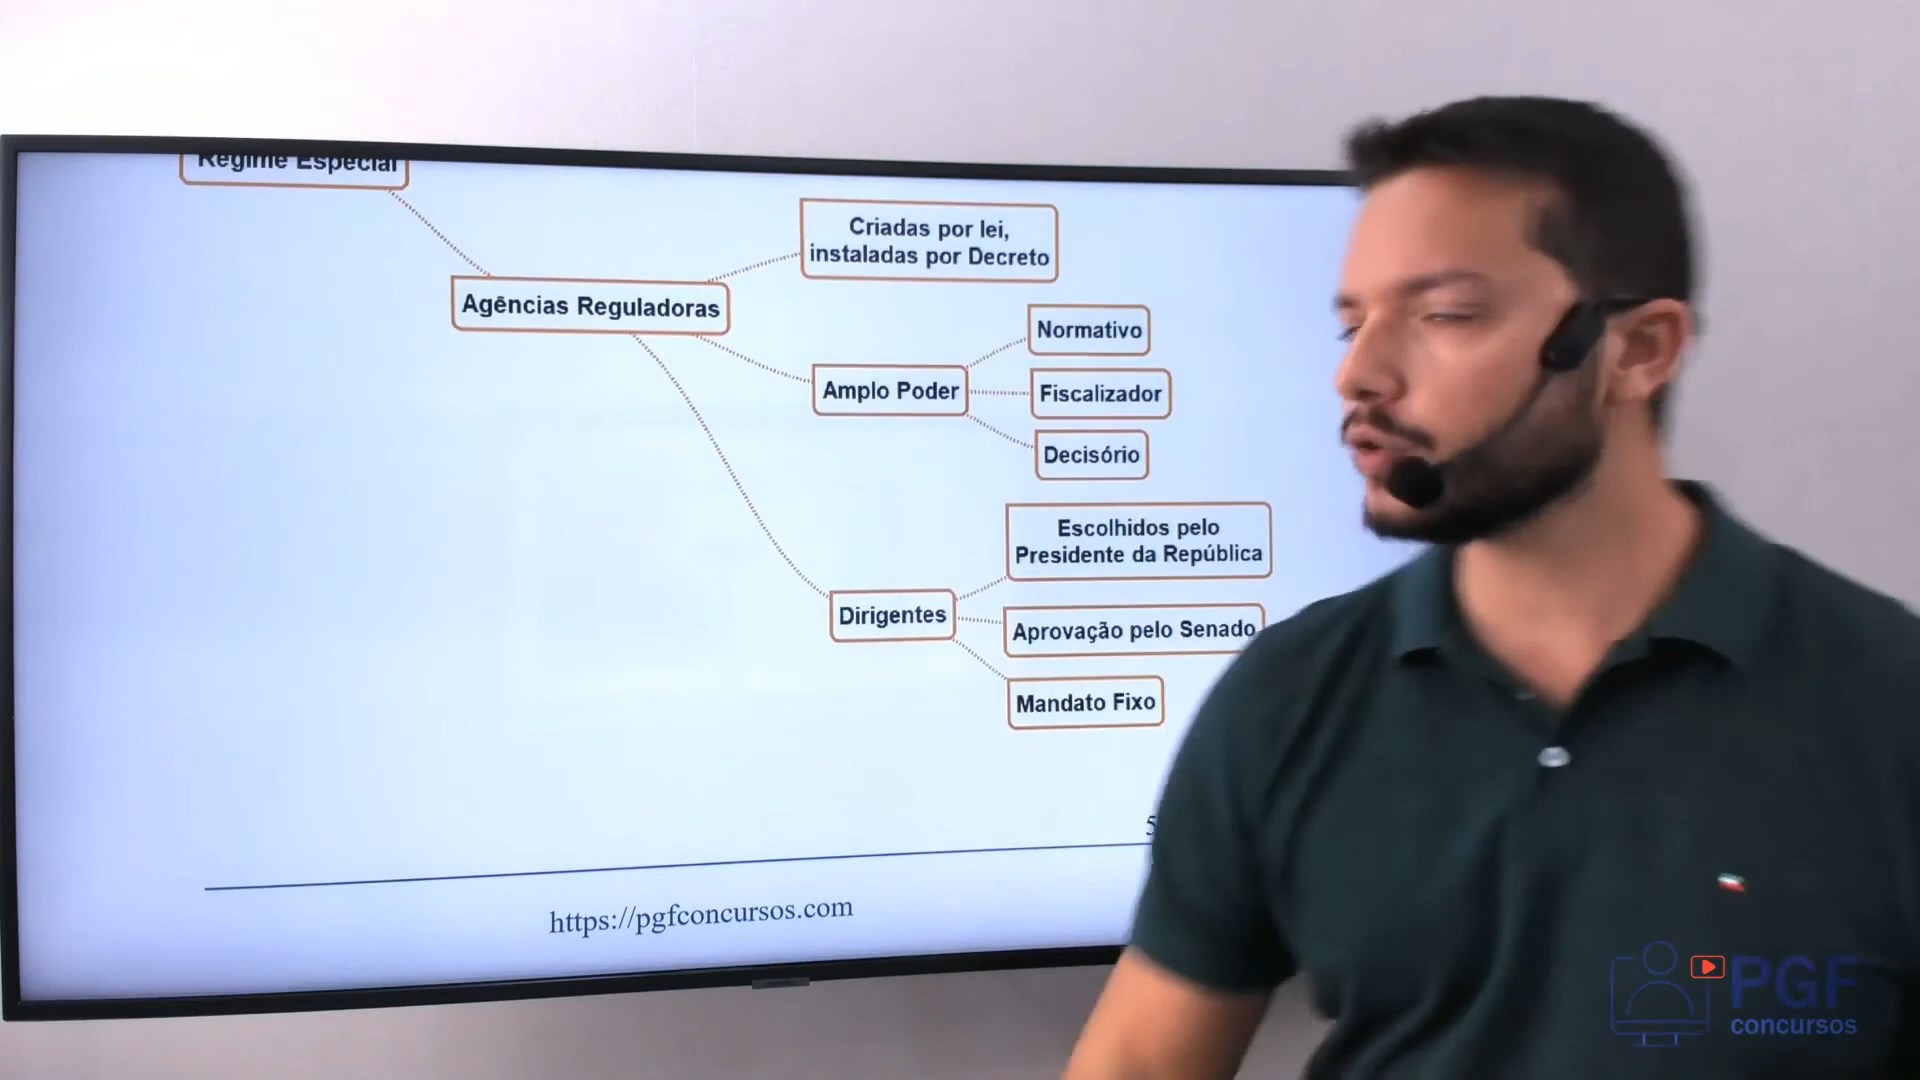 Regime Especial
Criadas por lei,
instaladas por Decreto
Agências Reguladoras
Normativo
Amplo Poder
Fiscalizador
Decisório
Escolhidos pelo
Presidente da República
Dirigentes
Aprovação pelo Senado
Mandato Fixo
5
https://pgfconcursos.com
PGF
concursos